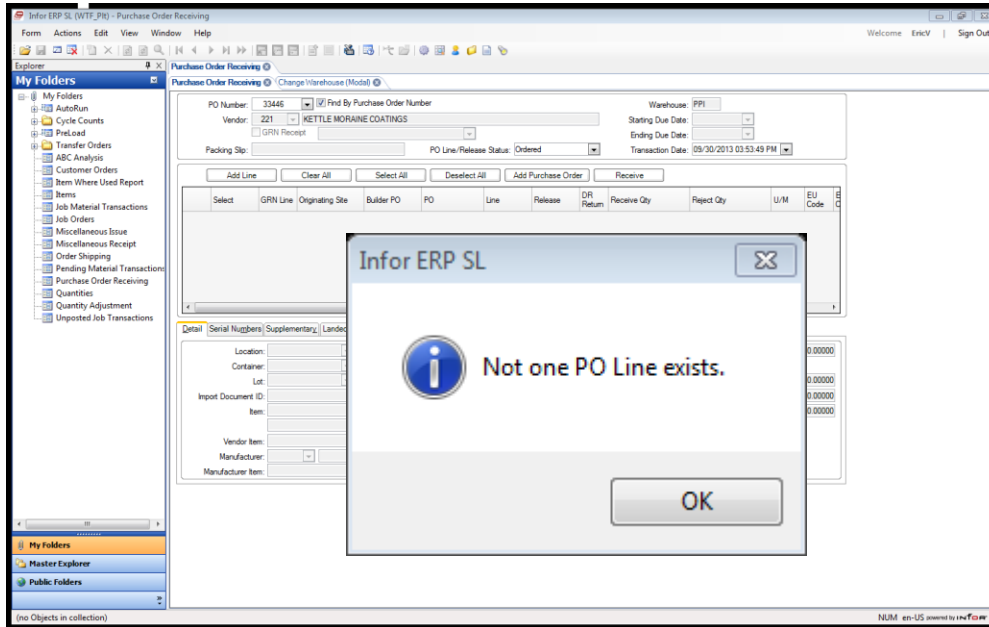 Infor ERP SL (WTF_Plt) - Purchase Order Receiving
Form Actions Edit View Window Help
Welcome EricV | Sign Out
Explorer
Purchase Order Receiving
My Folders
Purchase Order Receiving Change Warehouse (Modal)
My Folders
AutoRun
Cycle Counts
PreLoad
Transfer Orders
ABC Analysis
Customer Orders
Item Where Used Report
Items
Job Material Transactions
Job Orders
Miscellaneous Issue
Miscellaneous Receipt
Order Shipping
Pending Material Transactions
Purchase Order Receiving
Quantities
Quantity Adjustment
Unposted Job Transactions
PO Number: 33446 Find By Purchase Order Number
Warehouse: PPI
Vendor: 221 KETTLE MORAINE COATINGS
Starting Due Date:
GRN Receipt
Ending Due Date:
Packing Slip:
PO Line/Release Status: Ordered
Transaction Date: 09/30/2013 03:53:49 PM
Add Line Clear All Select All Deselect All Add Purchase Order Receive
Select GRN Line Originating Site Builder PO PO Line Release DR Return Receive Qty Reject Qty U/M EU Code
Infor ERP SL
Not one PO Line exists.
OK
Detail Serial Numbers Supplementary Landed
Location:
Container:
Lot:
Import Document ID:
Item:
Vendor Item:
Manufacturer:
Manufacturer Item:
0.00000
0.00000
0.00000
0.00000
My Folders
Master Explorer
Public Folders
(no Objects in collection)
NUM en-US powered by infor